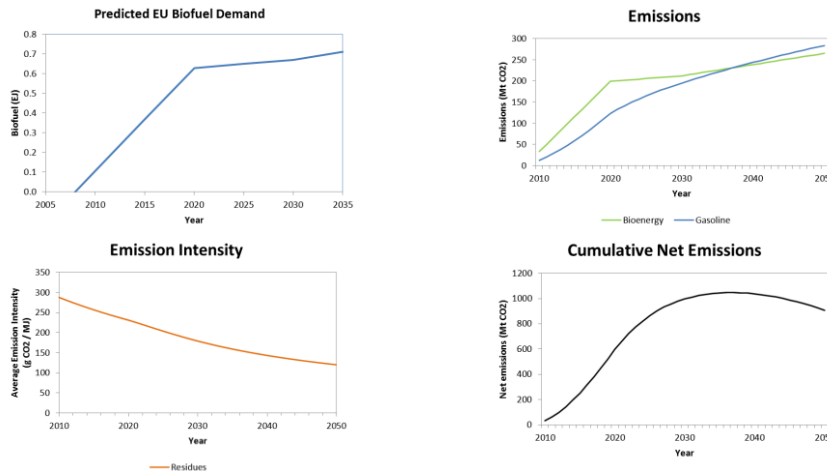 Predicted EU Biofuel Demand
Biofuel (EJ)
0.8
0.7
0.6
0.5
0.4
0.3
0.2
0.1
0.0
2005 2010 2015 2020 2025 2030 2035
Year
Emissions
Emissions (Mt CO2)
300
250
200
150
100
50
0
2010 2020 2030 2040 205
Year
Bioenergy Gasoline
Emission Intensity
Average Emission Intensity
(g CO2 / MJ)
350
300
250
200
150
100
50
0
2010 2020 2030 2040 2050
Year
Residues
Cumulative Net Emissions
Net emissions (Mt CO2)
1200
1000
800
600
400
200
0
2010 2020 2030 2040 205
Year